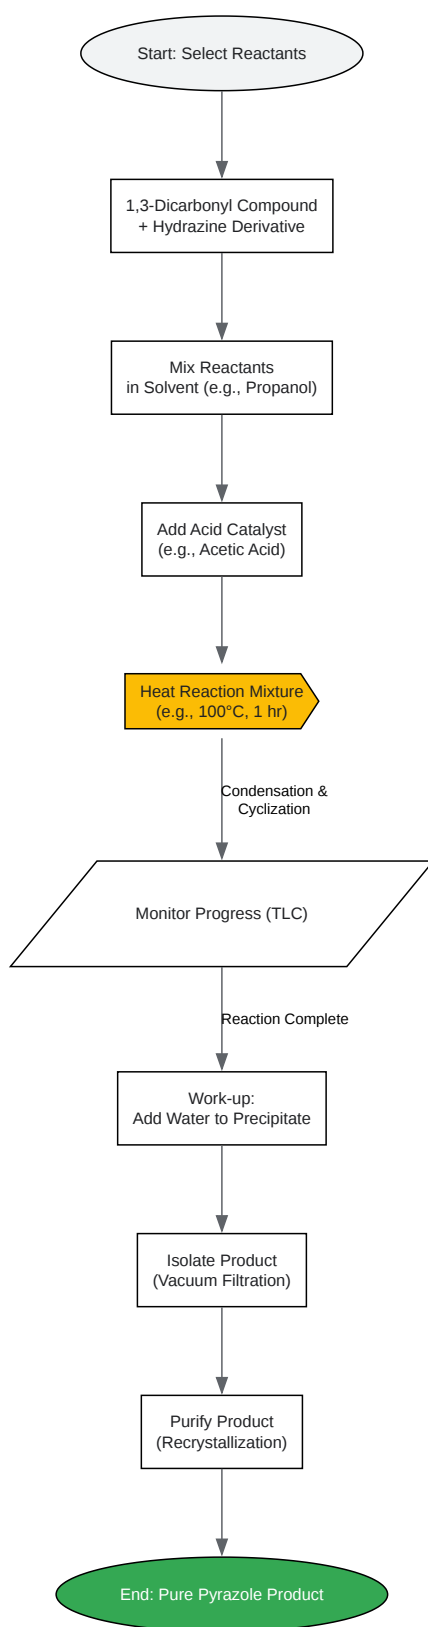 Start: Select Reactants
1,3-Dicarbonyl Compound
+ Hydrazine Derivative
Mix Reactants
in Solvent (e.g., Propanol)
Add Acid Catalyst
(e.g., Acetic Acid)
Heat Reaction Mixture
(e.g., 100°C, 1 hr)
Condensation &
Cyclization
Monitor Progress (TLC)
Reaction Complete
Work-up:
Add Water to Precipitate
Isolate Product
(Vacuum Filtration)
Purify Product
(Recrystallization)
End: Pure Pyrazole Product